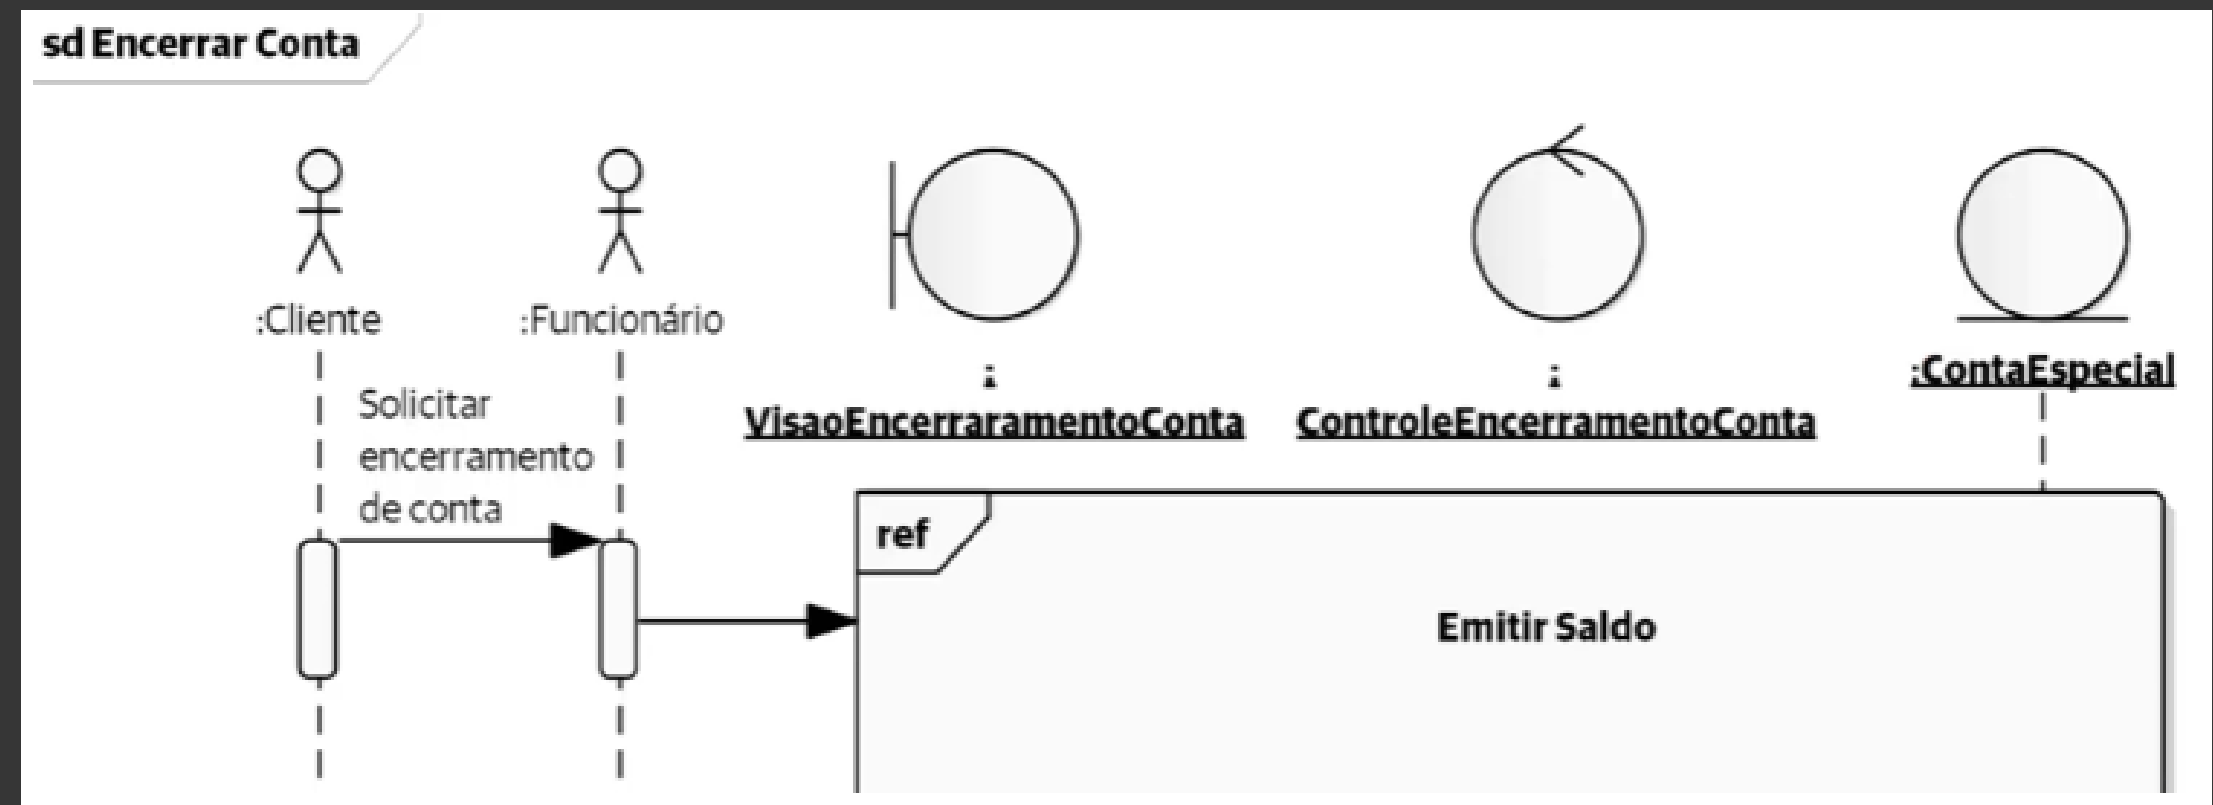 sd Encerrar Conta
:Cliente
:Funcionário
:
VisaoEncerraramentoConta
:
ControleEncerramentoConta
:ContaEspecial
Solicitar
encerramento
de conta
ref
Emitir Saldo